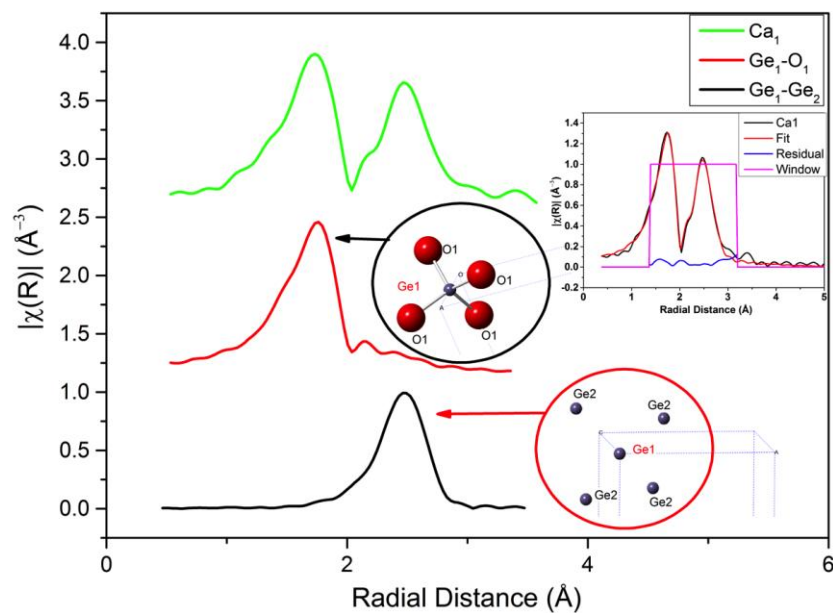 4.0
3.5
3.0
2.5
2.0
1.5
1.0
0.5
0.0
|χ(R)| (Å⁻³)
0
2
4
5
6
Radial Distance (Å)
Ca₁
Ge₁-O₁
Ge₁-Ge₂
O1
O
O1
Ge1
A
O1
O1
1.4
1.2
1.0
0.8
0.6
0.4
0.2
0.0
-0.2
|χ(R)| (Å⁻³)
0
1
2
3
4
5
Radial Distance (Å)
Ca1
Fit
Residual
Window
Ge2
Ge2
C
Ge1
A
Ge2
Ge2